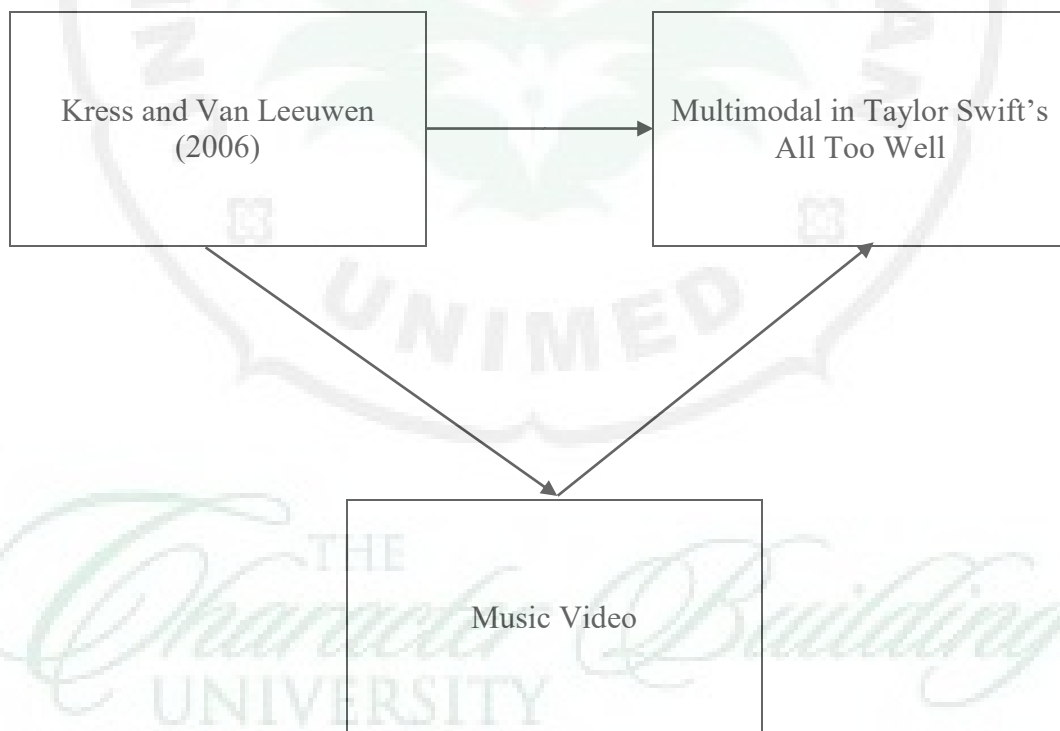 Kress and Van Leeuwen
(2006)
Multimodal in Taylor Swift's
All Too Well
UNIMED
Music Video
THE
Character Building
UNIVERSITY